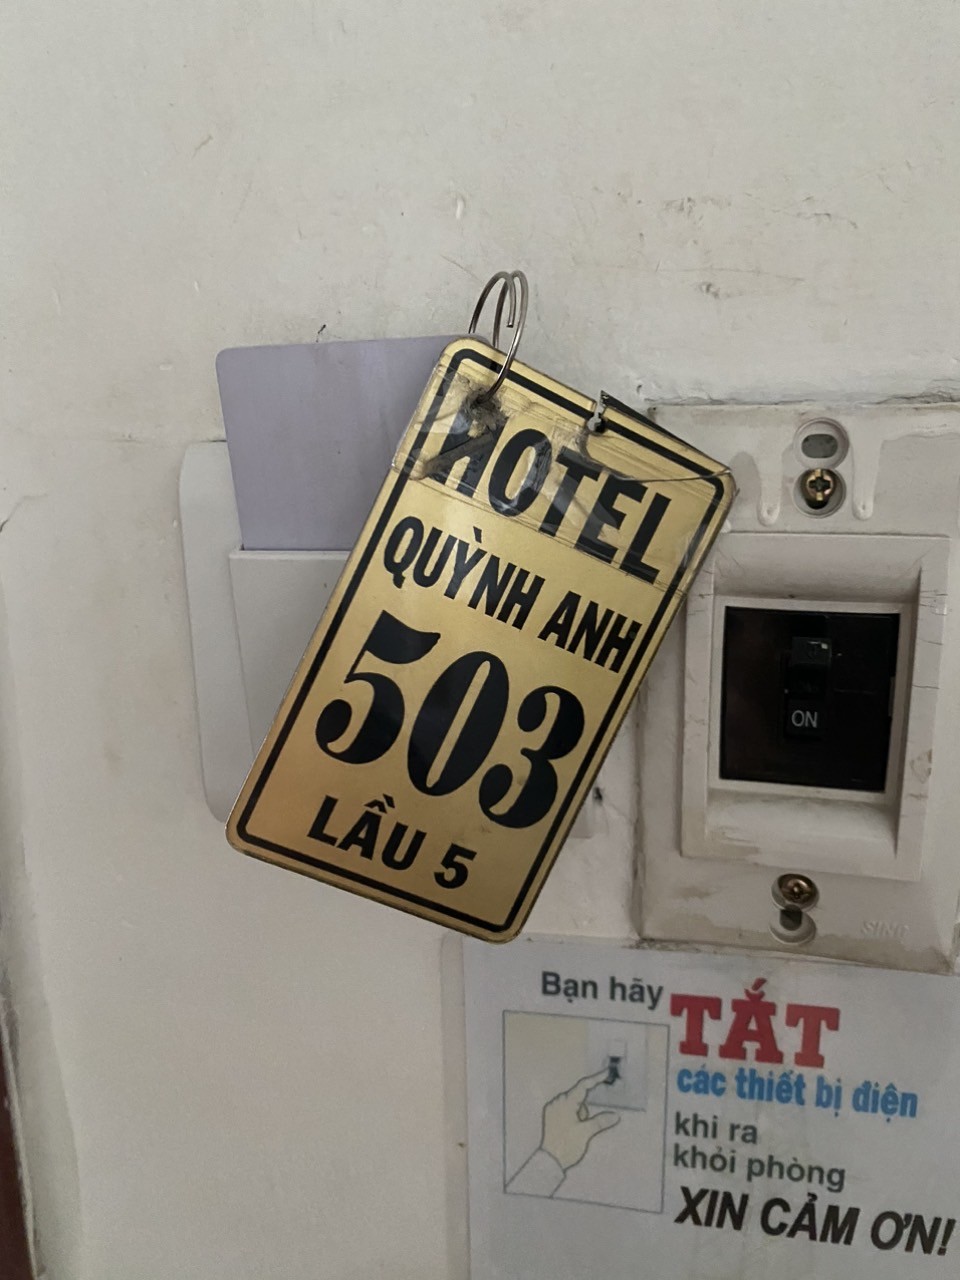 HOTEL
QUỲNH ANH
503
LẦU 5
ON
SINO
Bạn hãy TẮT
các thiết bị điện
khi ra
khỏi phòng
XIN CẢM ƠN!